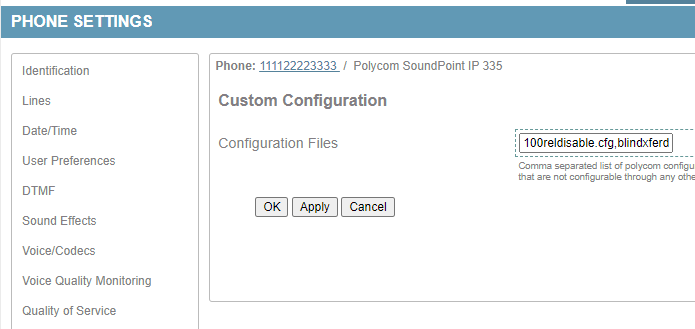 PHONE SETTINGS
Identification
Lines
Date/Time
User Preferences
DTMF
Sound Effects
Voice/Codecs
Voice Quality Monitoring
Quality of Service
Phone: 111122223333 / Polycom SoundPoint IP 335
Custom Configuration
Configuration Files
100reldisable.cfg,blindxferd
Comma separated list of polycom configu
that are not configurable through any othe
OK Apply Cancel